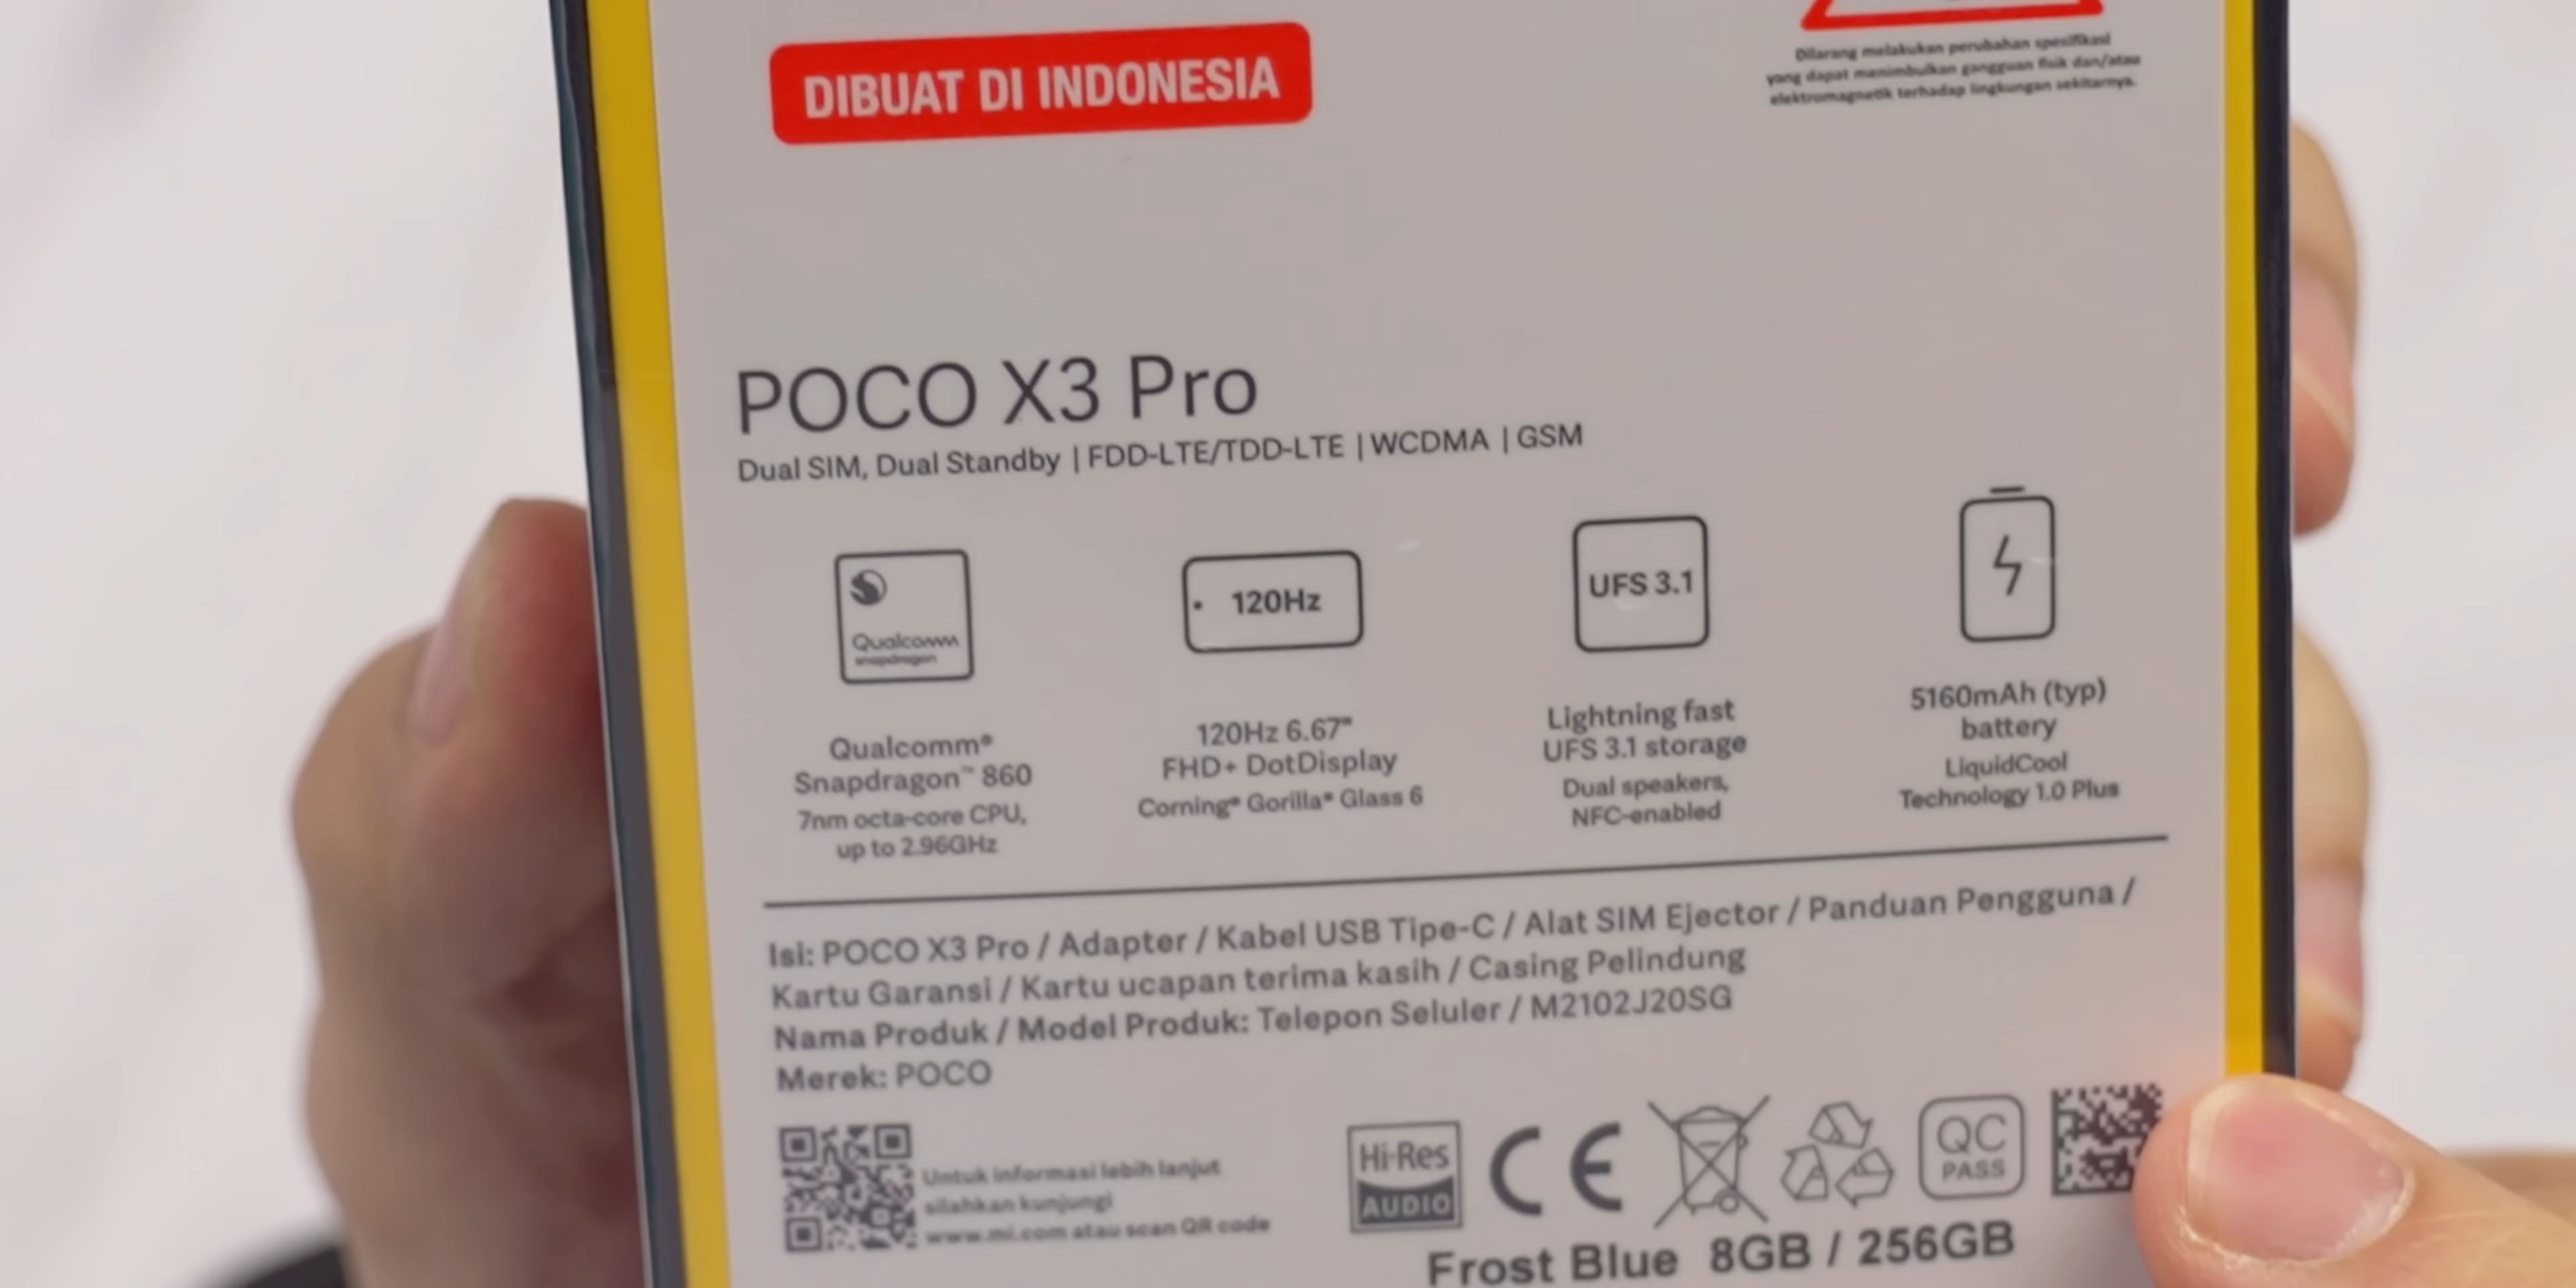 DIBUAT DI INDONESIA
Dilarang melakukan perubahan spesifikasi
yang dapat menimbulkan gangguan fisik dan/atau
elektromagnetik terhadap lingkungan sekitarnya.
POCO X3 Pro
Dual SIM, Dual Standby | FDD-LTE/TDD-LTE | WCDMA | GSM
Qualcomm
snapdragon
120Hz
UFS 3.1
Qualcomm®
Snapdragon™ 860
7nm octa-core CPU,
up to 2.96GHz
120Hz 6.67"
FHD+ DotDisplay
Corning® Gorilla® Glass 6
Lightning fast
UFS 3.1 storage
Dual speakers,
NFC-enabled
5160mAh (typ)
battery
LiquidCool
Technology 1.0 Plus
Isi: POCO X3 Pro / Adapter / Kabel USB Tipe-C / Alat SIM Ejector / Panduan Pengguna /
Kartu Garansi / Kartu ucapan terima kasih / Casing Pelindung
Nama Produk / Model Produk: Telepon Seluler / M2102J20SG
Merek: POCO
Untuk informasi lebih lanjut
silahkan kunjungi
www.mi.com atau scan QR code
Hi-Res
AUDIO
CE
QC
PASS
Frost Blue 8GB / 256GB